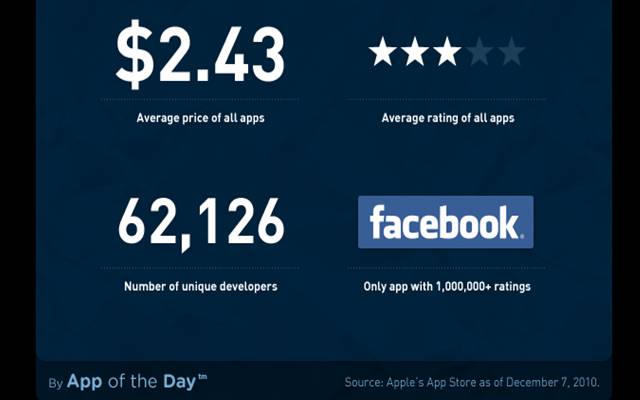 $2.43
Average price of all apps
Average rating of all apps
62,126
facebook.
Number of unique developers
Only app with 1,000,000+ ratings
By App of the Day™
Source: Apple's App Store as of December 7, 2010.